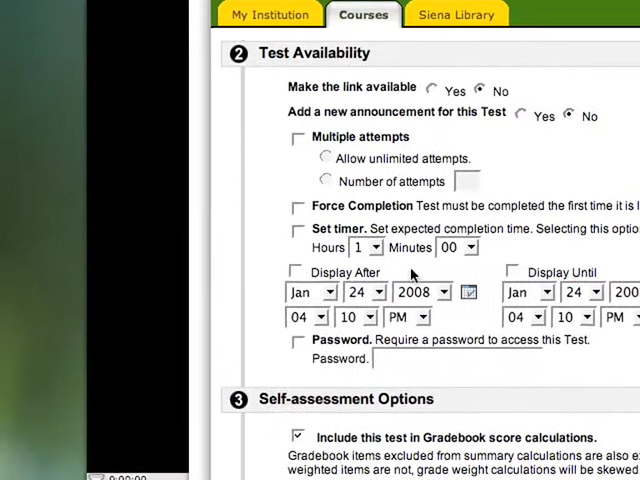 My Institution Courses Siena Library
2 Test Availability
Make the link available Yes No
Add a new announcement for this Test Yes No
Multiple attempts
Allow unlimited attempts.
Number of attempts
Force Completion Test must be completed the first time it is
Set timer. Set expected completion time. Selecting this optio
Hours 1 Minutes 00
Display After Display Until
Jan 24 2008 Jan 24 200
04 10 PM 04 10 PM
Password. Require a password to access this Test.
Password.
3 Self-assessment Options
Include this test in Gradebook score calculations.
Gradebook items excluded from summary calculations are also e
weighted items are not, grade weight calculations will be skewed
0:00:00